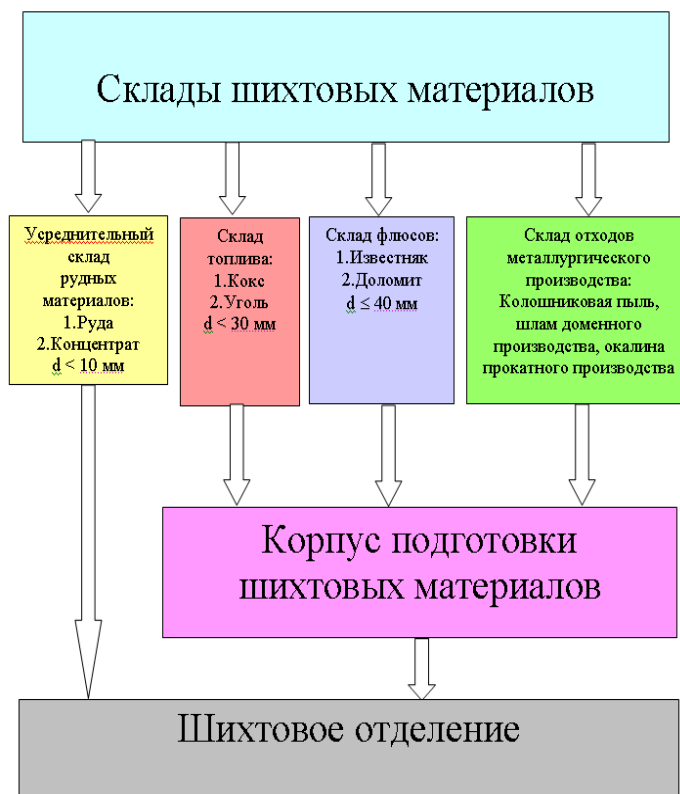 Склады шихтовых материалов
Усреднительный
склад
рудных
материалов:
1.Руда
2.Концентрат
d < 10 мм
Склад
топлива:
1.Кокс
2.Уголь
d < 30 мм
Склад флюсов:
1.Известняк
2.Доломит
d ≤ 40 мм
Склад отходов
металлургического
производства:
Колошниковая пыль,
шлам доменного
производства, окалина
прокатного производства
Корпус подготовки
шихтовых материалов
Шихтовое отделение